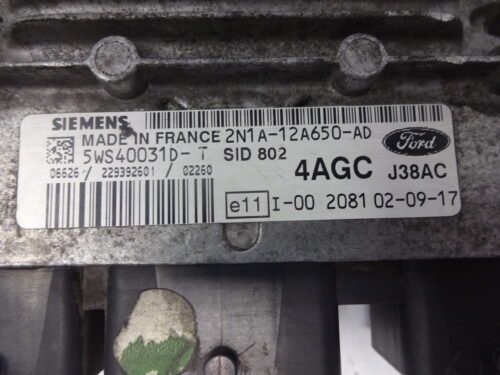 SIEMENS
MADE IN FRANCE 2N1A-12A650-AD
5WS40031D-T SID 802
Ford
06626/ 229392601 / 02260
4AGC J38AC
e11 I-00 2081 02-09-17